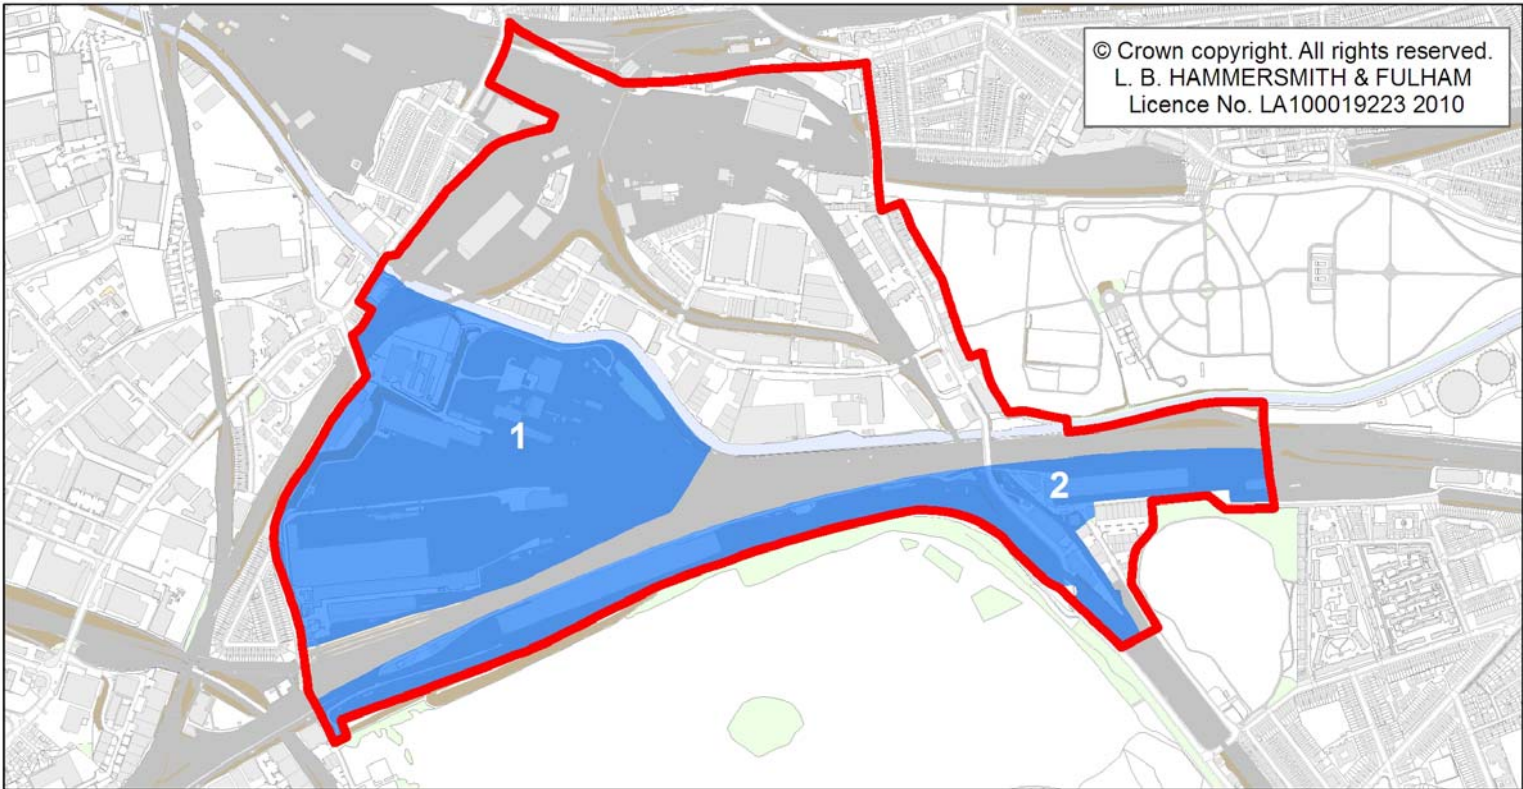 © Crown copyright. All rights reserved.
L. B. HAMMERSMITH & FULHAM
Licence No. LA100019223 2010
1
2